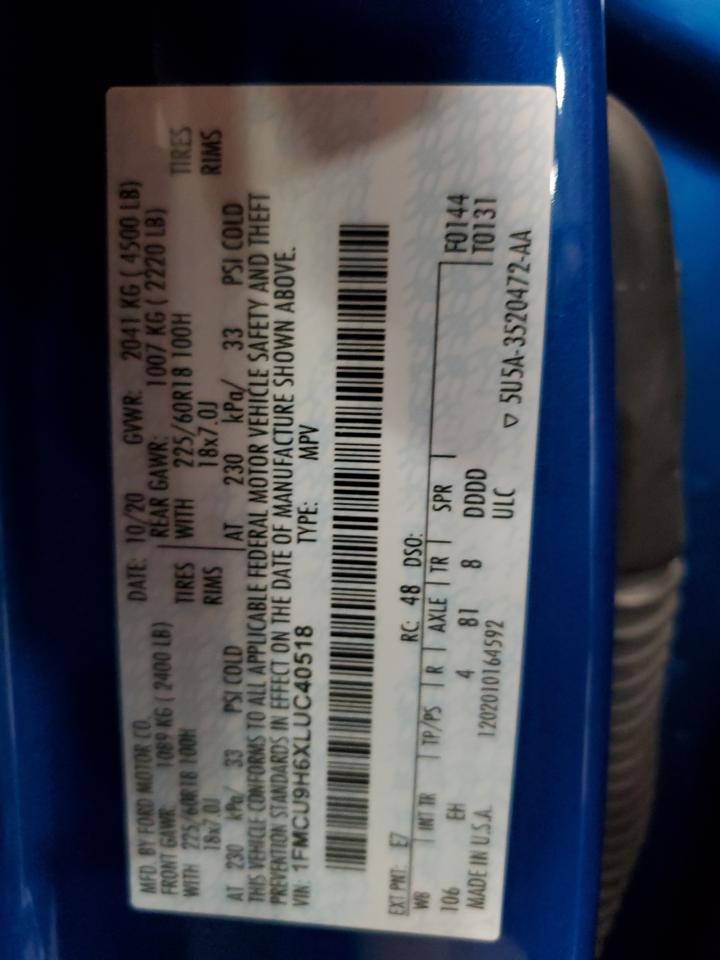 MFD. BY FORD MOTOR CO.
DATE: 10/20 GVWR: 2041 KG ( 4500 LB)
FRONT GAWR: 1089 KG ( 2400 LB) REAR GAWR: 1007 KG ( 2220 LB)
WITH 225/60R18 100H TIRES WITH 225/60R18 100H TIRES
18x7.0J RIMS 18x7.0J RIMS
AT 230 kPa/ 33 PSI COLD AT 230 kPa/ 33 PSI COLD
THIS VEHICLE CONFORMS TO ALL APPLICABLE FEDERAL MOTOR VEHICLE SAFETY AND THEFT
PREVENTION STANDARDS IN EFFECT ON THE DATE OF MANUFACTURE SHOWN ABOVE.
VIN: 1FMCU9H6XLUC40518 TYPE: MPV
EXT PNT: E7 RC: 48 DSO: F0144
WB INT TR TP/PS R AXLE TR SPR T0131
106 EH 4 81 8 DDDD
MADE IN U.S.A. 1202010164592 ULC ▽ 5U5A-3520472-AA